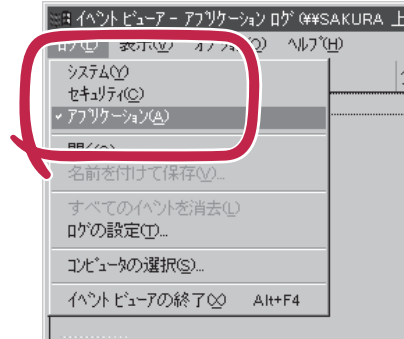 イベント ビューア - アプリケーション ログ (¥¥SAKURA 上
ログ(L) 表示(V) オプション(O) ヘルプ(H)
システム(Y)
セキュリティ(C)
アプリケーション(A)
開く(O)...
名前を付けて保存(V)...
すべてのイベントを消去(L)
ログの設定(T)...
コンピュータの選択(S)...
イベント ビューアの終了(X) Alt+F4